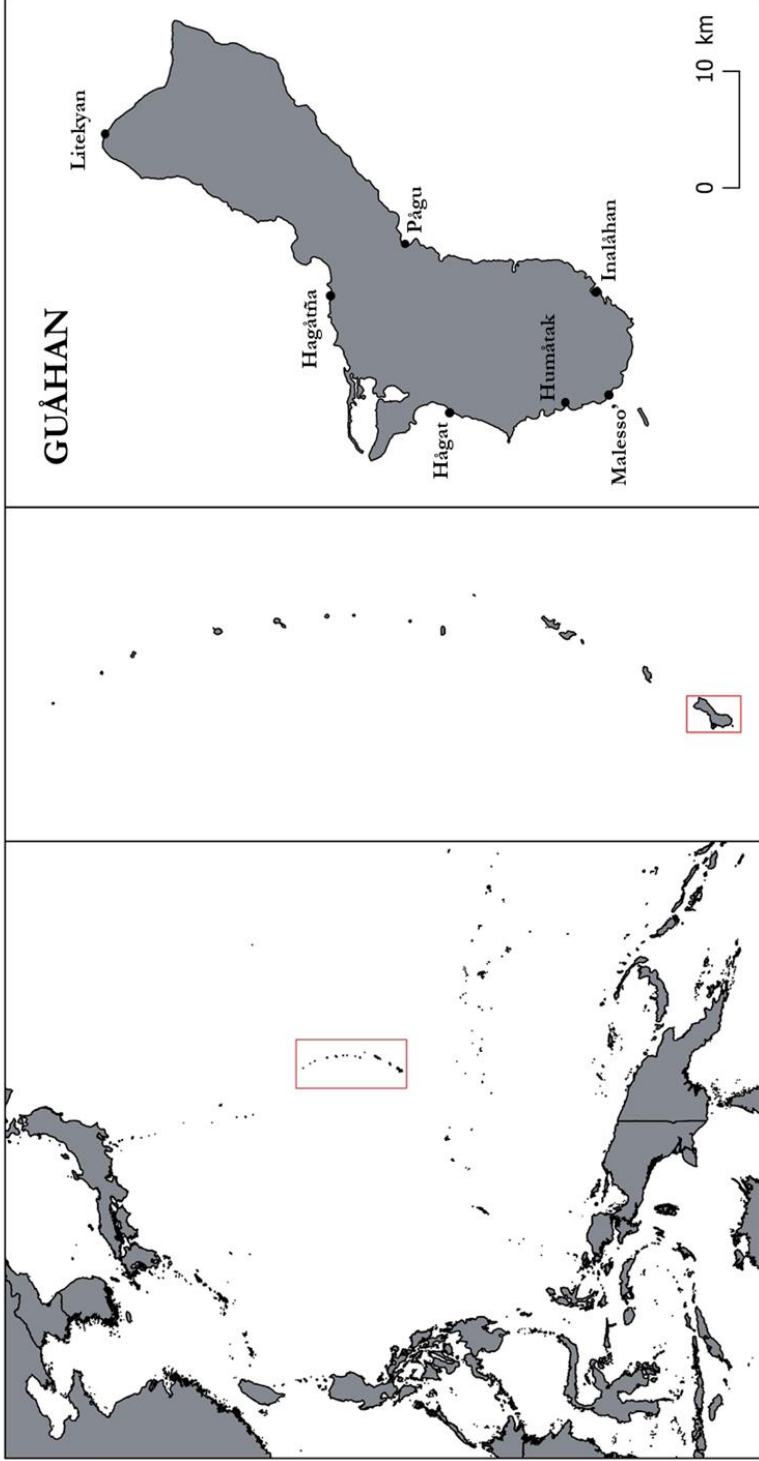 GUÅHAN
Litekyan
Hagåtña
Pågu
Hågat
Humåtak
Inalåhan
Malesso'
0 10 km